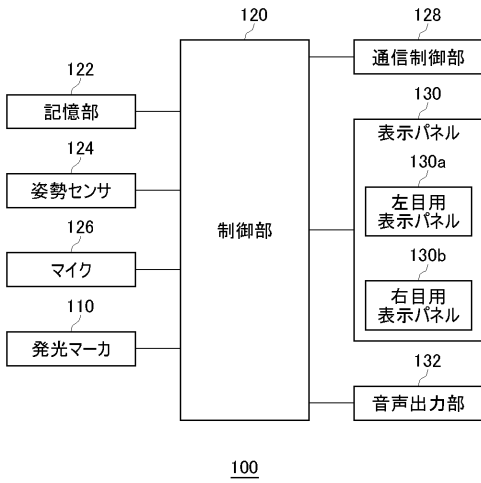 120
128
通信制御部
122
記憶部
130
表示パネル
124
姿勢センサ
130a
左目用
表示パネル
制御部
126
マイク
130b
右目用
表示パネル
110
発光マーカ
132
音声出力部
100